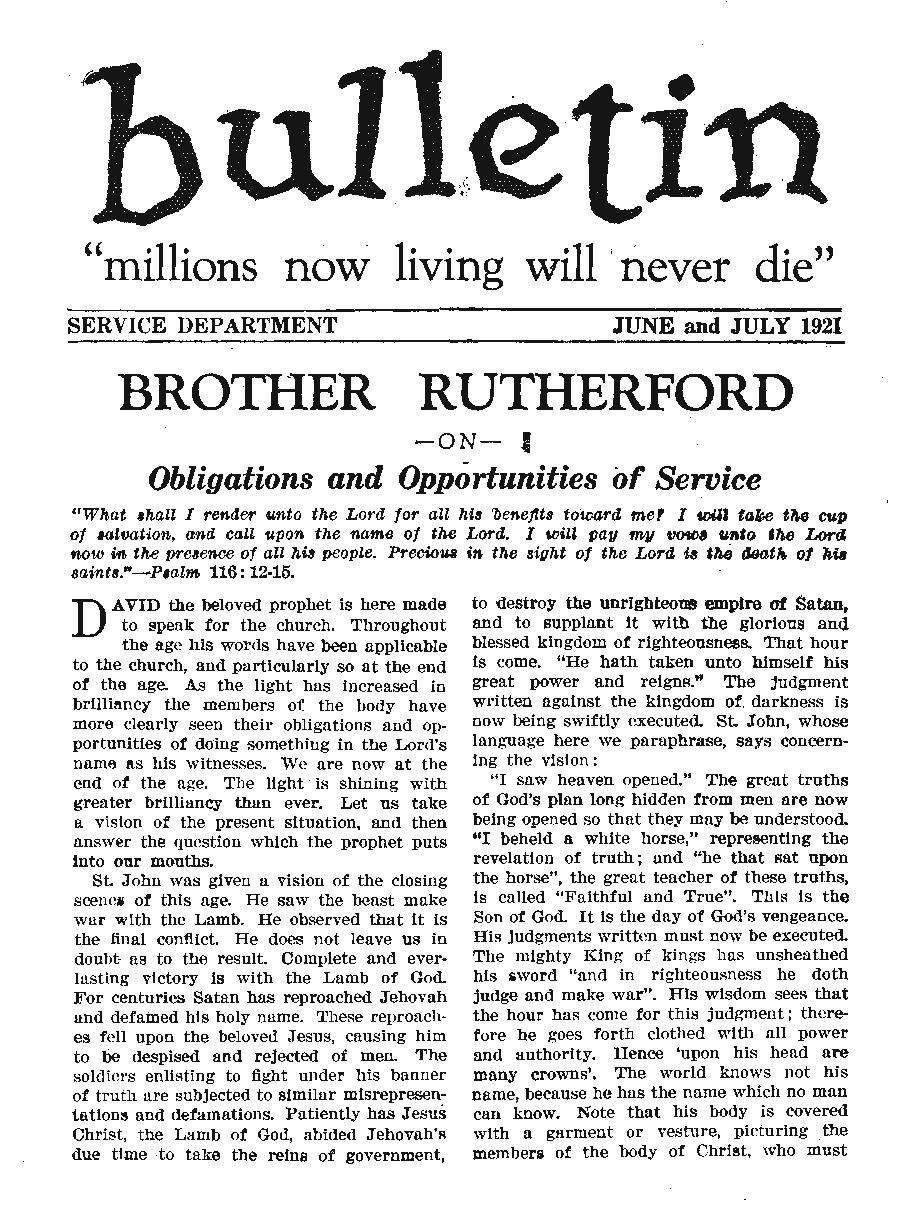 bulletin
“millions now living will never die”
SERVICE DEPARTMENT JUNE and JULY 1921
BROTHER RUTHERFORD
—ON—
Obligations and Opportunities of Service
"What shall I render unto the Lord for all his benefits toward me? I will take the cup
of salvation, and call upon the name of the Lord. I will pay my vows unto the Lord
now in the presence of all his people. Precious in the sight of the Lord is the death of his
saints."—Psalm 116:12-15.
DAVID the beloved prophet is here made
to speak for the church. Throughout
the age his words have been applicable
to the church, and particularly so at the end
of the age. As the light has increased in
brilliancy the members of the body have
more clearly seen their obligations and op-
portunities of doing something in the Lord's
name as his witnesses. We are now at the
end of the age. The light is shining with
greater brilliancy than ever. Let us take
a vision of the present situation, and then
answer the question which the prophet puts
into our mouths.
St. John was given a vision of the closing
scenes of this age. He saw the beast make
war with the Lamb. He observed that it is
the final conflict. He does not leave us in
doubt as to the result. Complete and ever-
lasting victory is with the Lamb of God.
For centuries Satan has reproached Jehovah
and defamed his holy name. These reproach-
es fell upon the beloved Jesus, causing him
to be despised and rejected of men. The
soldiers enlisting to fight under his banner
of truth are subjected to similar misrepresen-
tations and defamations. Patiently has Jesus
Christ, the Lamb of God, abided Jehovah's
due time to take the reins of government,
to destroy the unrighteous empire of Satan,
and to supplant it with the glorious and
blessed kingdom of righteousness. That hour
is come. "He hath taken unto himself his
great power and reigns." The judgment
written against the kingdom of darkness is
now being swiftly executed. St. John, whose
language here we paraphrase, says concern-
ing the vision:
"I saw heaven opened." The great truths
of God's plan long hidden from men are now
being opened so that they may be understood.
"I beheld a white horse," representing the
revelation of truth; and "he that sat upon
the horse", the great teacher of these truths,
is called "Faithful and True". This is the
Son of God. It is the day of God's vengeance.
His judgments written must now be executed.
The mighty King of kings has unsheathed
his sword "and in righteousness he doth
judge and make war". His wisdom sees that
the hour has come for this judgment; there-
fore he goes forth clothed with all power
and authority. Hence 'upon his head are
many crowns'. The world knows not his
name, because he has the name which no man
can know. Note that his body is covered
with a garment or vesture, picturing the
members of the body of Christ, who must